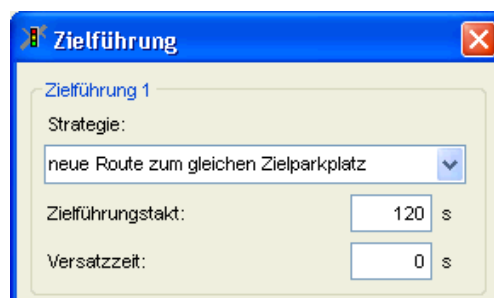 Zielführung
Zielführung 1
Strategie:
neue Route zum gleichen Zielparkplatz
Zielführungstakt: 120 s
Versatzzeit: 0 s